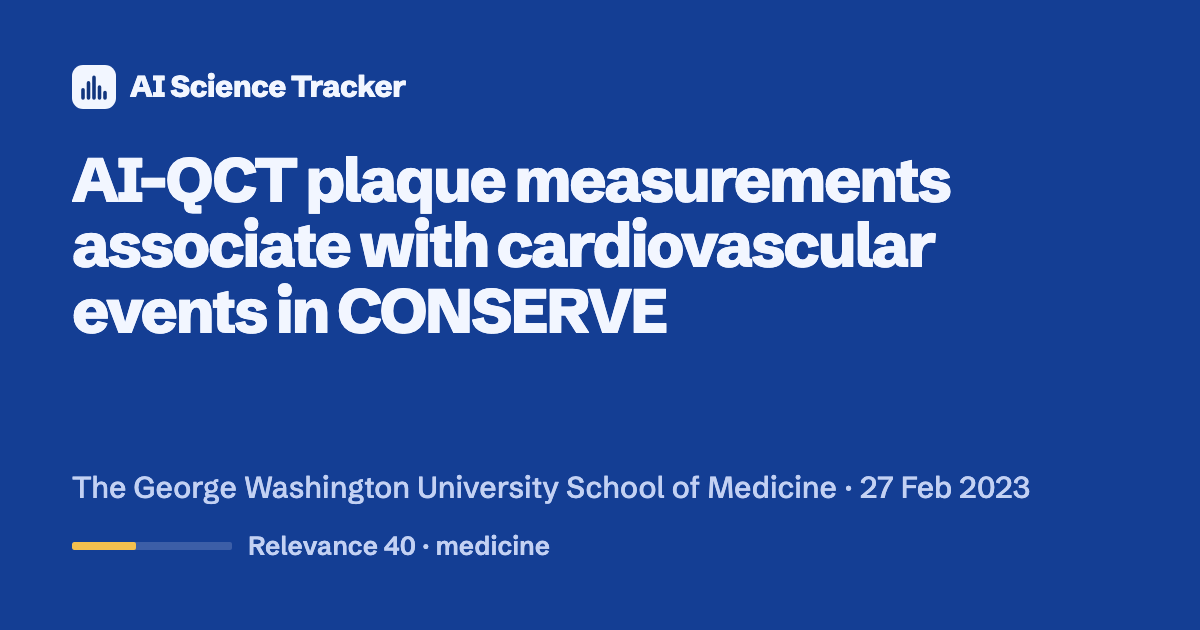 AI Science Tracker
AI-QCT plaque measurements
associate with cardiovascular
events in CONSERVE
The George Washington University School of Medicine · 27 Feb 2023
Relevance 40 · medicine